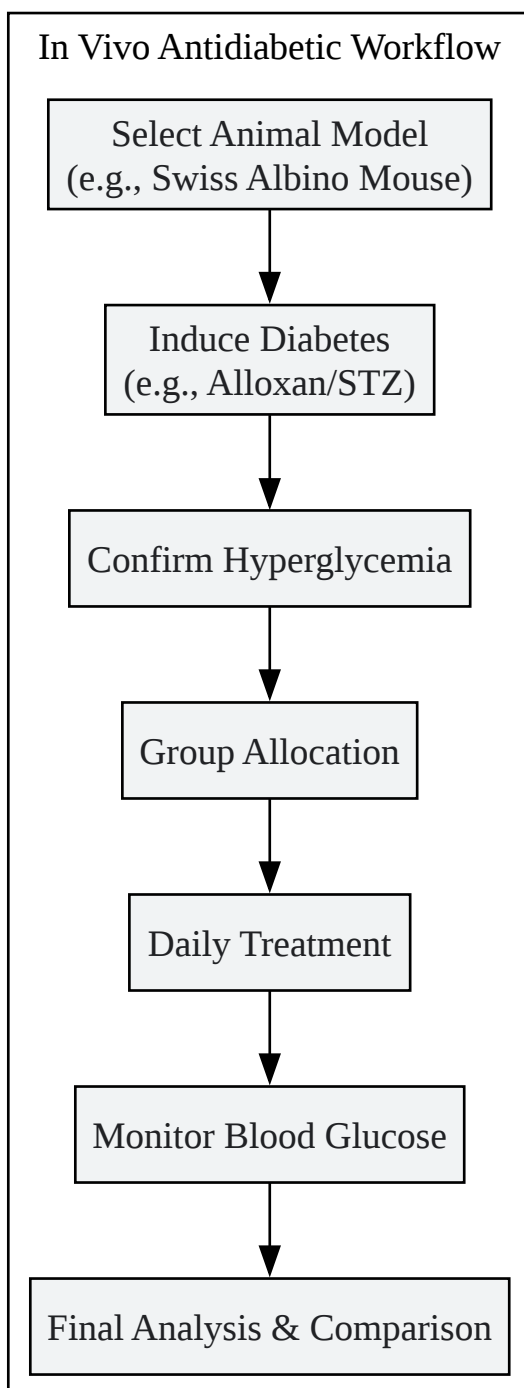 In Vivo Antidiabetic Workflow
Select Animal Model
(e.g., Swiss Albino Mouse)
Induce Diabetes
(e.g., Alloxan/STZ)
Confirm Hyperglycemia
Group Allocation
Daily Treatment
Monitor Blood Glucose
Final Analysis & Comparison